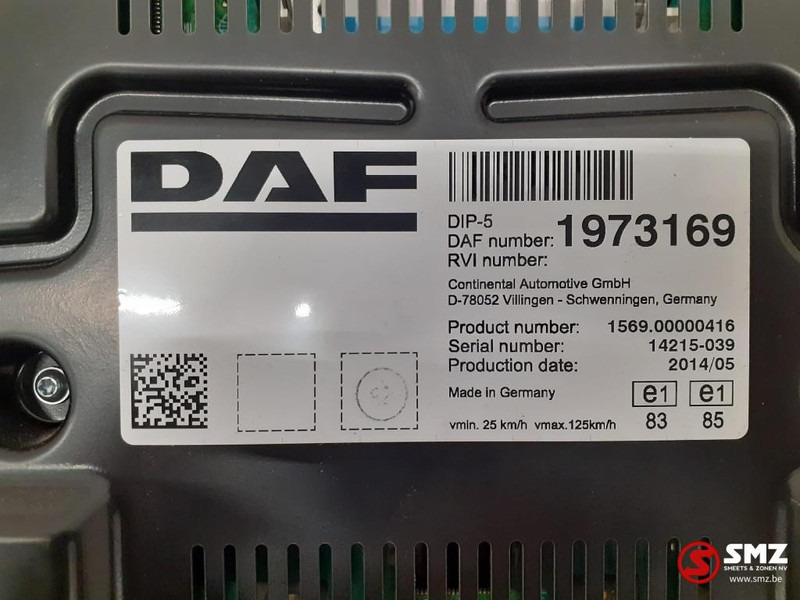 DAF
DIP-5
DAF number: 1973169
RVI number:
Continental Automotive GmbH
D-78052 Villingen - Schwenningen, Germany
Product number: 1569.00000416
Serial number: 14215-039
Production date: 2014/05
Made in Germany e1 e1
vmin. 25 km/h vmax.125km/h 83 85
SMZ
SMEETS & ZONEN NV
www.smz.be